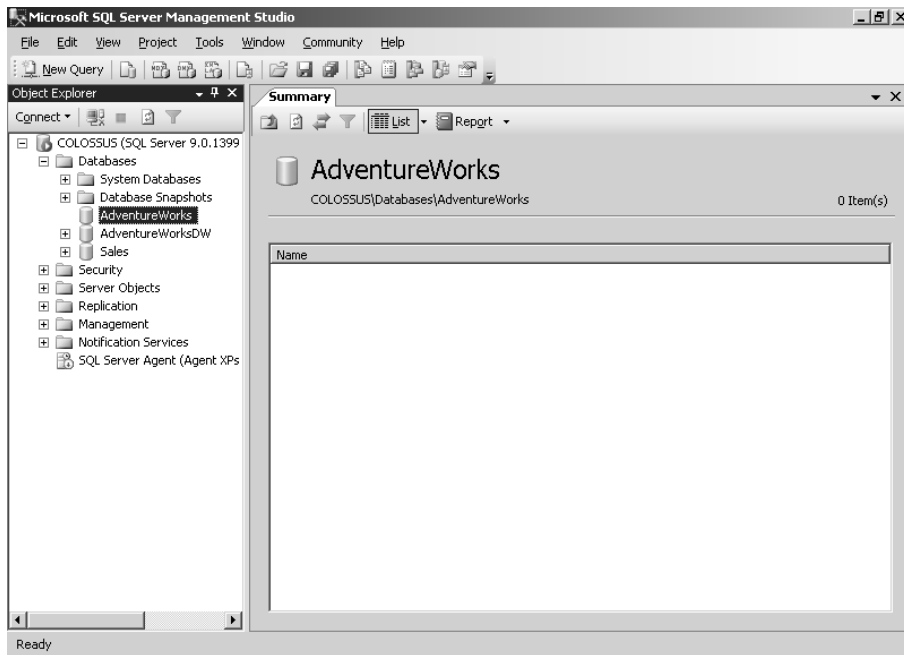 Microsoft SQL Server Management Studio
File Edit View Project Tools Window Community Help
New Query
Object Explorer
Summary
Connect
List
Report
COLOSSUS (SQL Server 9.0.1399
Databases
System Databases
Database Snapshots
AdventureWorks
AdventureWorksDW
Sales
Security
Server Objects
Replication
Management
Notification Services
SQL Server Agent (Agent XPs
AdventureWorks
COLOSSUS\Databases\AdventureWorks
0 Item(s)
Name
Ready